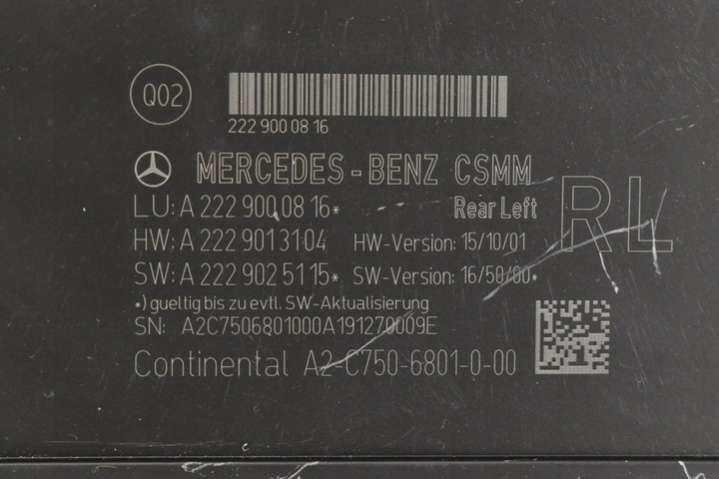 Q02
222 900 08 16
MERCEDES-BENZ CSMM
LU: A 222 900 08 16*
Rear Left
RL
HW: A 222 901 31 04 HW-Version: 15/10/01
SW: A 222 902 51 15* SW-Version: 16/50/00*
*) gueltig bis zu evtl. SW-Aktualisierung
SN: A2C7506801000A191270009E
Continental A2-C750-6801-0-00